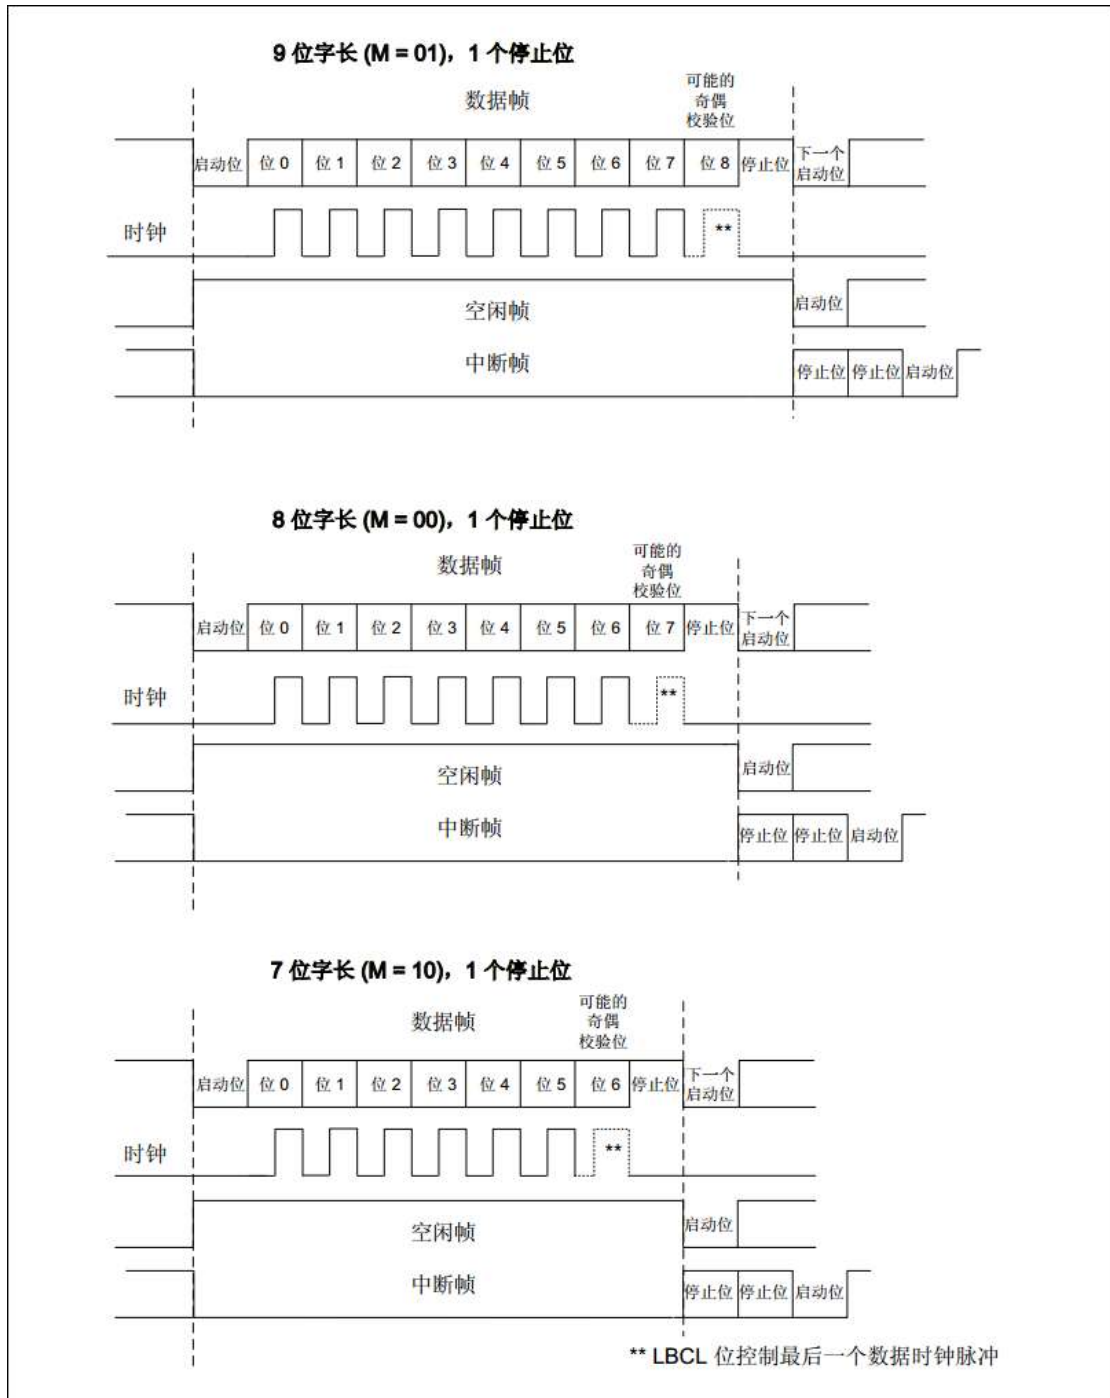 9 位字长 (M = 01)，1 个停止位
数据帧
可能的
奇偶
校验位
启动位 位 0 位 1 位 2 位 3 位 4 位 5 位 6 位 7 位 8 停止位 下一个
启动位
时钟 **
空闲帧 启动位
中断帧 停止位 停止位 启动位
8 位字长 (M = 00)，1 个停止位
数据帧
可能的
奇偶
校验位
启动位 位 0 位 1 位 2 位 3 位 4 位 5 位 6 位 7 停止位 下一个
启动位
时钟 **
空闲帧 启动位
中断帧 停止位 停止位 启动位
7 位字长 (M = 10)，1 个停止位
数据帧
可能的
奇偶
校验位
启动位 位 0 位 1 位 2 位 3 位 4 位 5 位 6 停止位 下一个
启动位
时钟 **
空闲帧 启动位
中断帧 停止位 停止位 启动位
** LBCL 位控制最后一个数据时钟脉冲